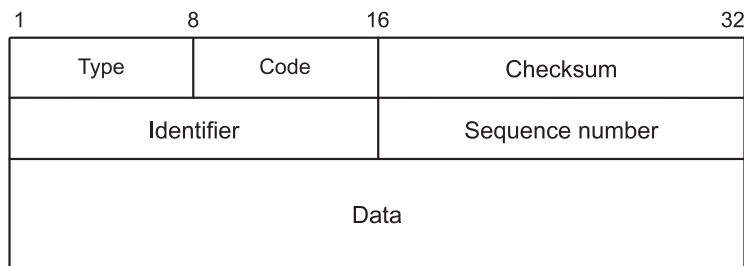 1 8 16 32
Type Code Checksum
Identifier Sequence number
Data